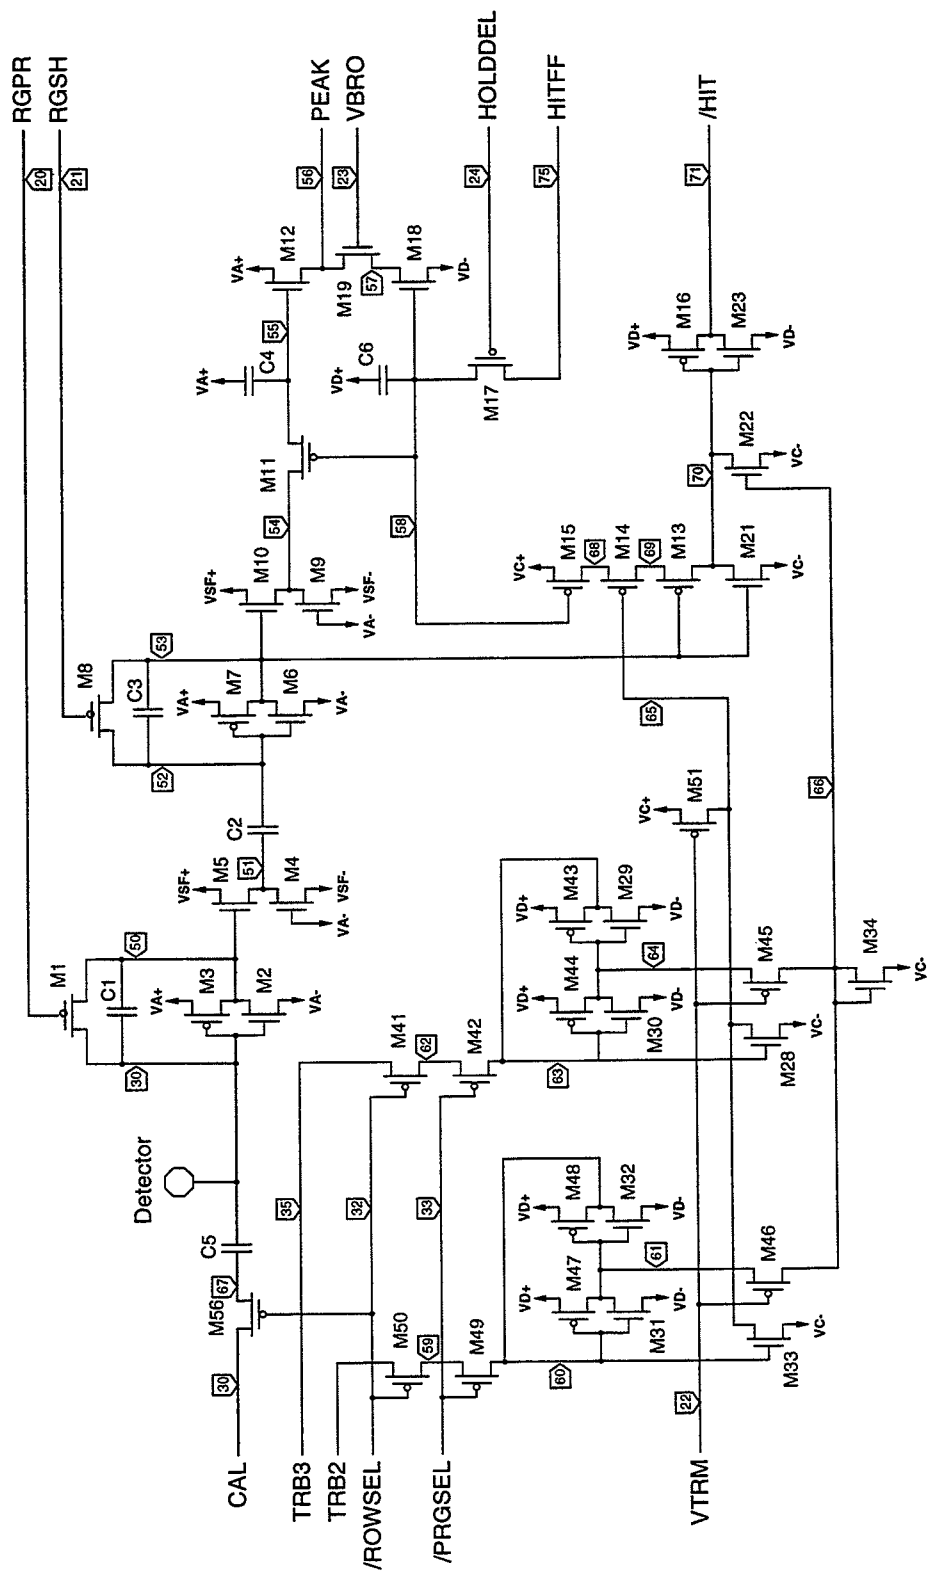 RGPR
20
RGSH
21
M1
M8
C1
C3
30
50
52
53
Detector
VA+
M3
M2
VA-
VSF+
M5
M4
VSF-
VA-
51
C2
VA+
M7
M6
VA-
VSF+
M10
M9
VSF-
VA-
54
M11
VA+
C4
55
VA+
M12
PEAK
56
VBRO
23
M19
57
M18
VD-
VD+
C6
58
M17
HOLDDEL
24
HITFF
75
CAL
30
M56
67
C5
TRB3
35
TRB2
/ROWSEL
32
/PRGSEL
33
M50
59
M49
M41
62
M42
60
VD+
M47
M31
VD-
VD+
M48
M32
VD-
61
63
VD+
M44
M30
VD-
VD+
M43
M29
VD-
64
VTRM
22
M33
VC-
M46
M28
VC-
M45
M34
VC-
VC+
M51
65
66
VC+
M15
68
M14
69
M13
M21
VC-
70
M22
VC-
VD+
M16
M23
VD-
/HIT
71